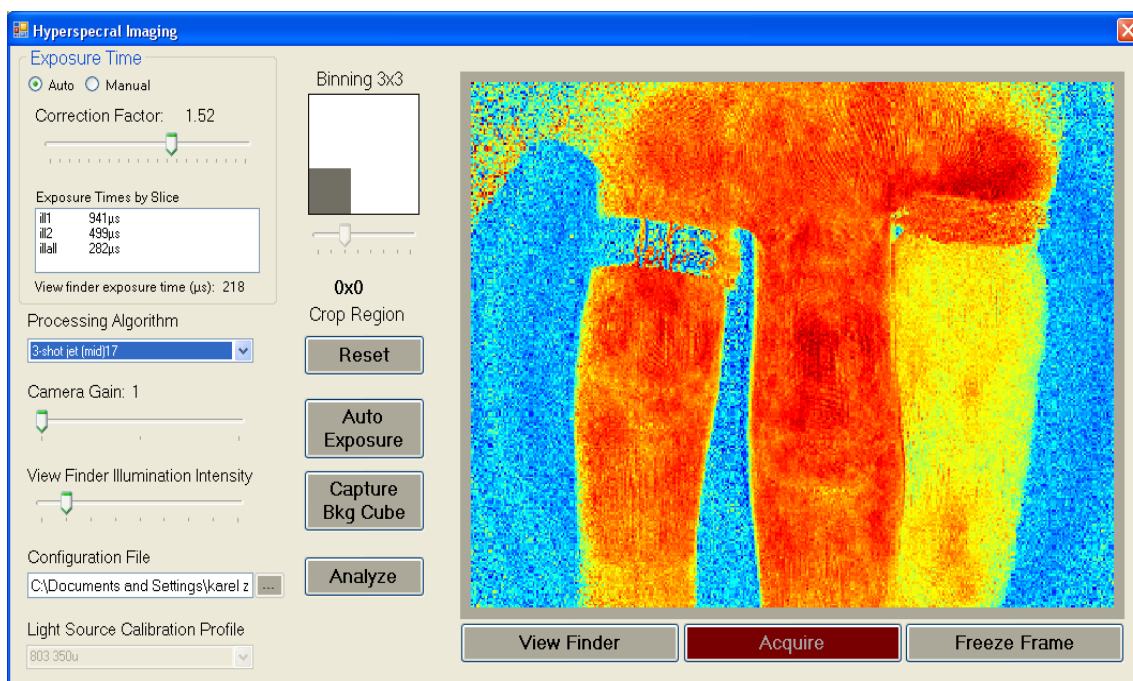 Hyperspecral Imaging
Exposure Time
Auto Manual
Correction Factor: 1.52
Exposure Times by Slice
ill1 941µs
ill2 499µs
illall 282µs
View finder exposure time (µs): 218
Processing Algorithm
3-shot jet (mid)17
Camera Gain: 1
View Finder Illumination Intensity
Configuration File
C:\Documents and Settings\karel z
...
Light Source Calibration Profile
803 350u
Binning 3x3
0x0
Crop Region
Reset
Auto
Exposure
Capture
Bkg Cube
Analyze
View Finder
Acquire
Freeze Frame